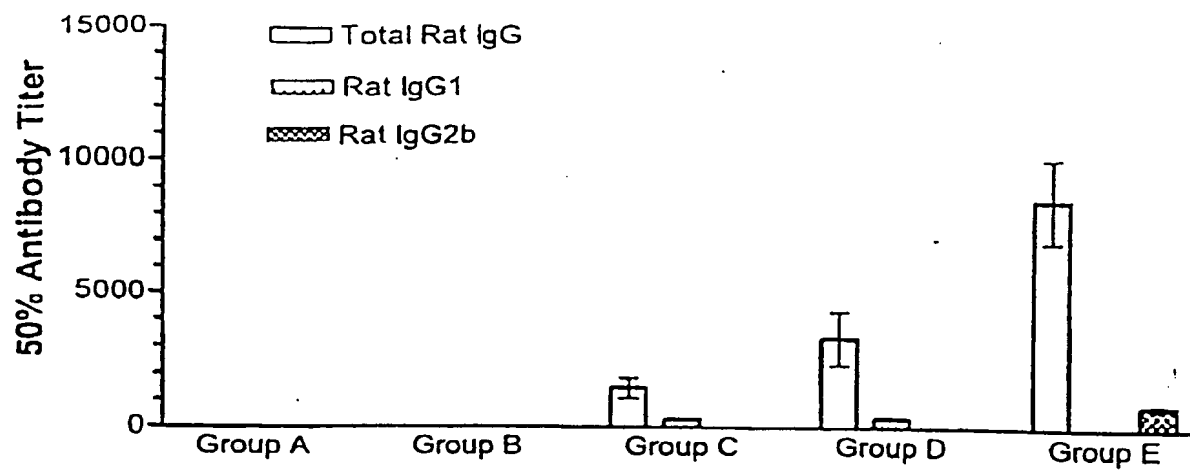 50% Antibody Titer
15000
10000
5000
0
Total Rat IgG
Rat IgG1
Rat IgG2b
Group A
Group B
Group C
Group D
Group E